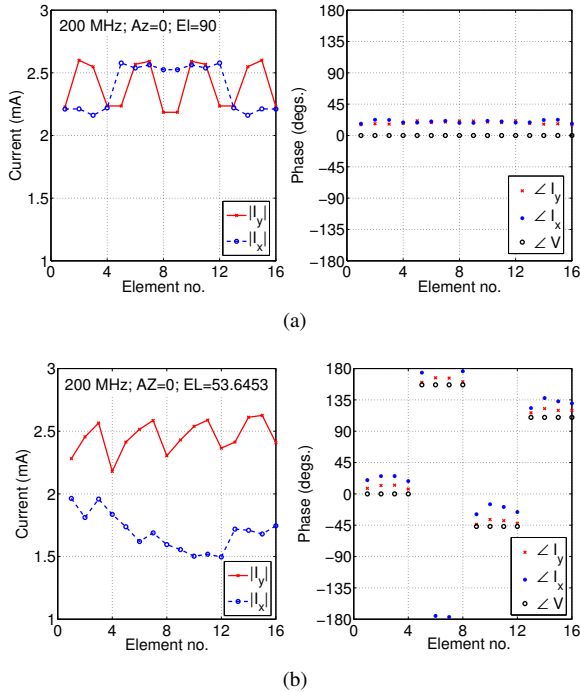 200 MHz; Az=0; El=90
3
2.5
2
1.5
1
Current (mA)
0 4 8 12 16
Element no.
|I_y|
|I_x|
180
135
90
45
0
−45
−90
−135
−180
Phase (degs.)
0 4 8 12 16
Element no.
∠ I_y
∠ I_x
∠ V
(a)
200 MHz; AZ=0; EL=53.6453
3
2.5
2
1.5
1
Current (mA)
0 4 8 12 16
Element no.
|I_y|
|I_x|
180
135
90
45
0
−45
−90
−135
−180
Phase (degs.)
0 4 8 12 16
Element no.
∠ I_y
∠ I_x
∠ V
(b)